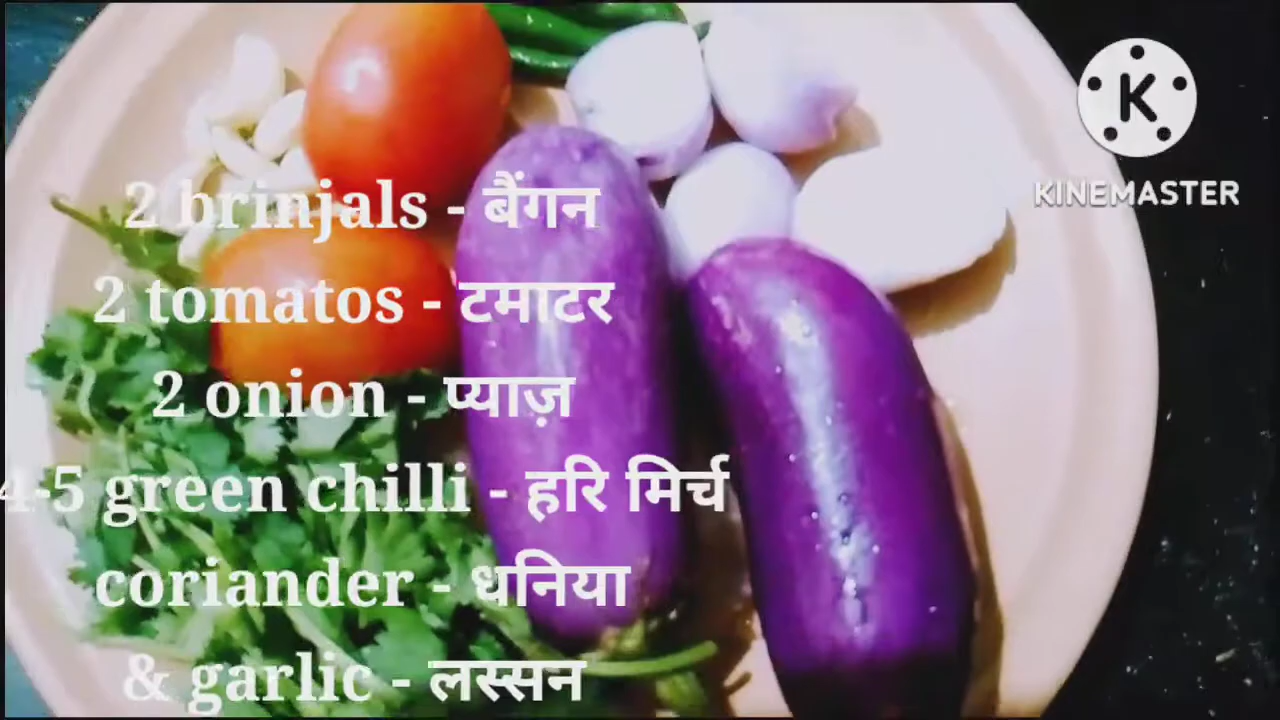 2 brinjals - बैंगन
2 tomatos - टमाटर
2 onion - प्याज़
4-5 green chilli - हरि मिर्च
coriander - धनिया
& garlic - लस्सन
K
KINEMASTER